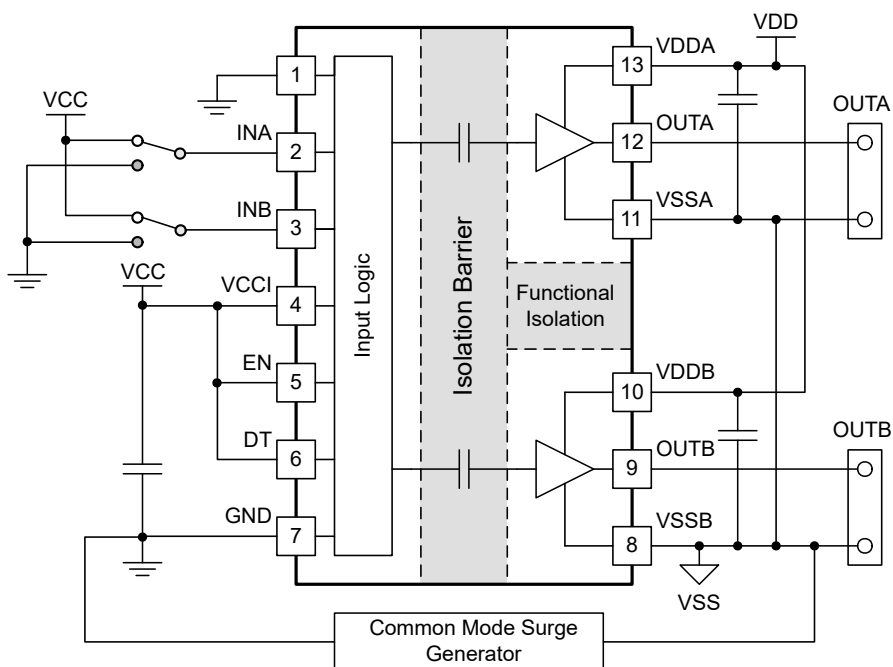 VDD
VDDA
1
13
VCC
OUTA
INA
OUTA
2
12
INB
VSSA
3
11
Input Logic
Isolation Barrier
VCC
VCCI
4
Functional
Isolation
EN
5
VDDB
10
DT
OUTB
OUTB
6
9
GND
VSSB
7
8
VSS
Common Mode Surge
Generator